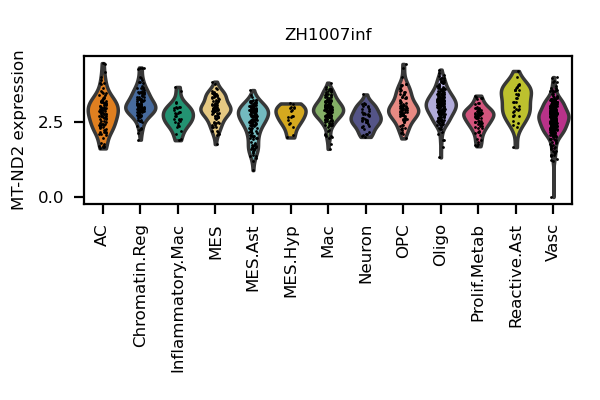 ZH1007inf
MT-ND2 expression
2.5
0.0
AC
Chromatin.Reg
Inflammatory.Mac
MES
MES.Ast
MES.Hyp
Mac
Neuron
OPC
Oligo
Prolif.Metab
Reactive.Ast
Vasc